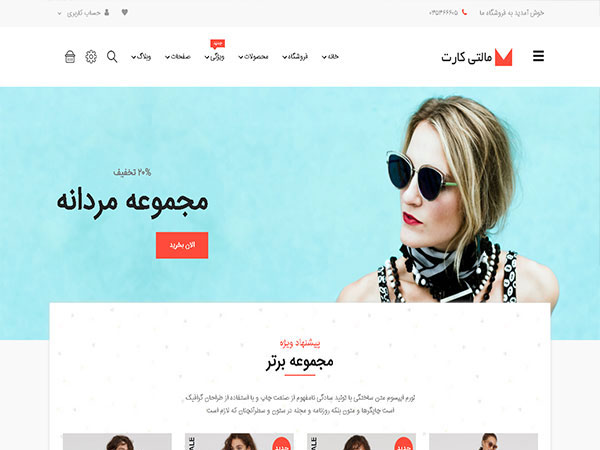 خوش آمدید به فروشگاه ما
حساب کاربری
مالتی کارت
خانه
فروشگاه
محصولات
ویژگی
جدید
صفحات
وبلاگ
۲۰% تخفیف
مجموعه مردانه
الان بخرید
پیشنهاد ویژه
مجموعه برتر
لورم ایپسوم متن ساختگی با تولید سادگی نامفهوم از صنعت چاپ و با استفاده از طراحان گرافیک
است چاپگرها و متون بلکه روزنامه و مجله در ستون و سطرآنچنان که لازم است
SALE
جدید
SALE
جدید